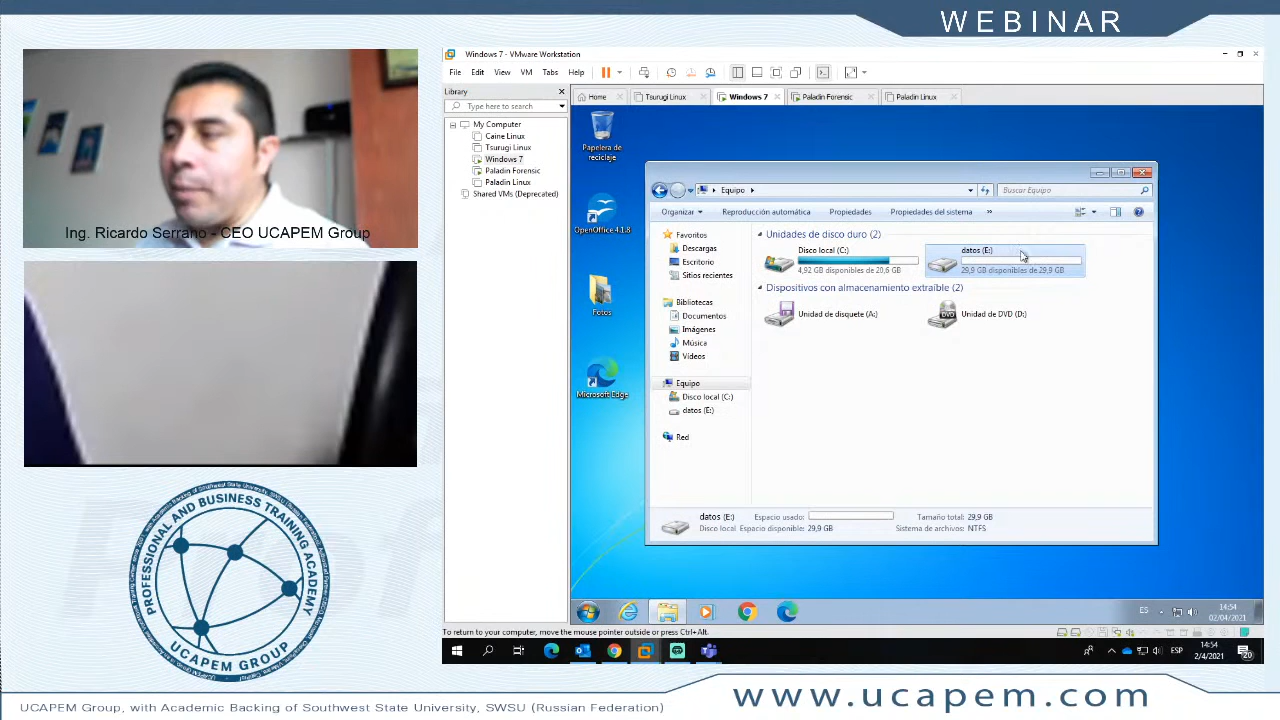 WEBINAR
Ing. Ricardo Serrano - CEO UCAPEM Group
PROFESSIONAL AND BUSINESS TRAINING ACADEMY
UCAPEM GROUP
Windows 7 - VMware Workstation
File Edit View VM Tabs Help
Library
Type here to search
My Computer
Caine Linux
Tsurugi Linux
Windows 7
Paladin Forensic
Paladin Linux
Shared VMs (Deprecated)
Home Tsurugi Linux Windows 7 Paladin Forensic Paladin Linux
Papelera de
reciclaje
OpenOffice 4.1.8
Fotos
Microsoft Edge
Equipo
Buscar Equipo
Organizar Reproducción automática Propiedades Propiedades del sistema »
Favoritos
Descargas
Escritorio
Sitios recientes
Bibliotecas
Documentos
Imágenes
Música
Vídeos
Equipo
Disco local (C:)
datos (E:)
Red
Unidades de disco duro (2)
Disco local (C:)
4,92 GB disponibles de 20,6 GB
datos (E:)
29,9 GB disponibles de 29,9 GB
Dispositivos con almacenamiento extraíble (2)
Unidad de disquete (A:)
DVD
Unidad de DVD (D:)
datos (E:) Espacio usado: Tamaño total: 29,9 GB
Disco local Espacio disponible: 29,9 GB Sistema de archivos: NTFS
ES 14:54
02/04/2021
To return to your computer, move the mouse pointer outside or press Ctrl+Alt.
ESP 14:54
2/4/2021
20
www.ucapem.com
UCAPEM Group, with Academic Backing of Southwest State University, SWSU (Russian Federation)